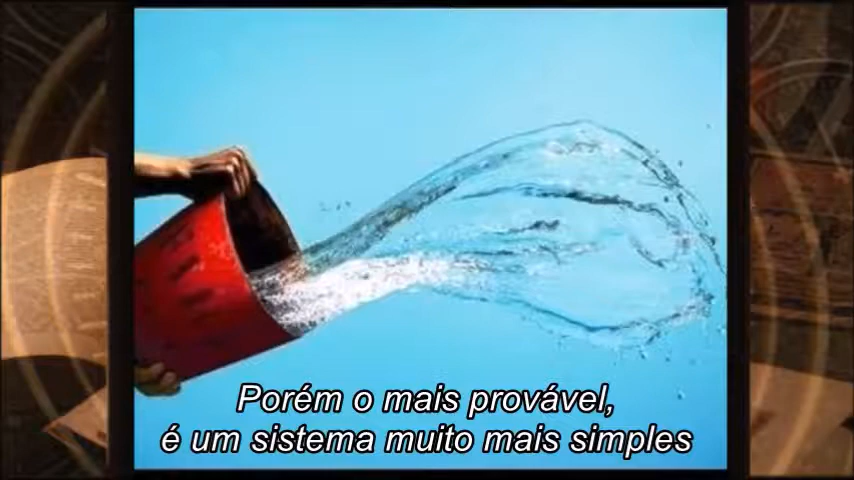 Porém o mais provável,
é um sistema muito mais simples